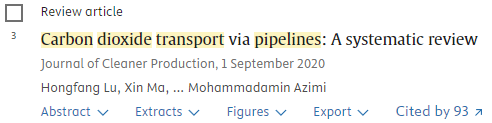 Review article
3
Carbon dioxide transport via pipelines: A systematic review
Journal of Cleaner Production, 1 September 2020
Hongfang Lu, Xin Ma, ... Mohammadamin Azimi
Abstract Extracts Figures Export Cited by 93